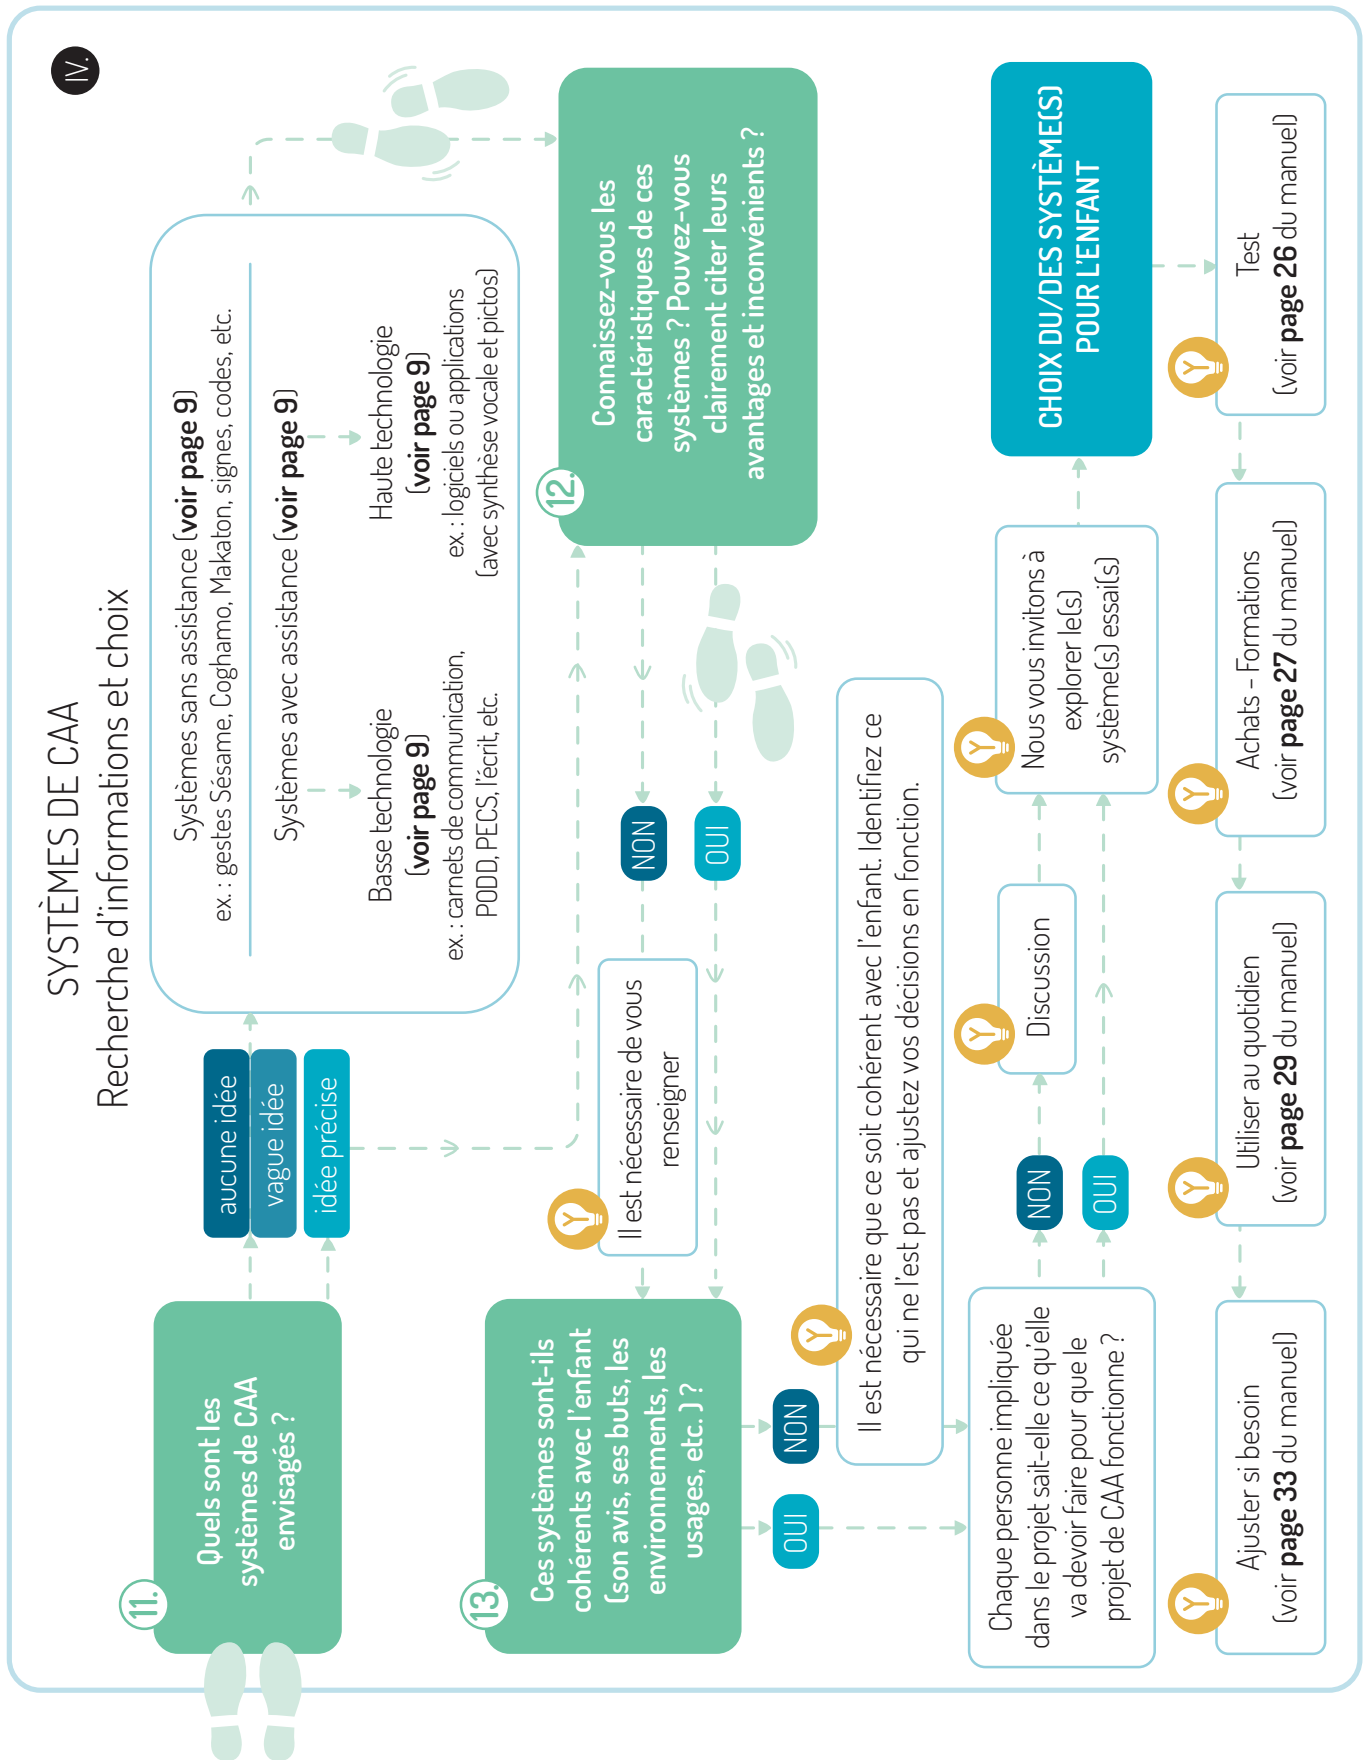 IV.
SYSTÈMES DE CAA
Recherche d'informations et choix
11.
Quels sont les
systèmes de CAA
envisagés ?
aucune idée
vague idée
idée précise
Systèmes sans assistance (voir page 9)
ex. : gestes Sésame, Coghamo, Makaton, signes, codes, etc.
Systèmes avec assistance (voir page 9)
Basse technologie
(voir page 9)
ex. : carnets de communication,
PODD, PECS, l'écrit, etc.
Haute technologie
(voir page 9)
ex. : logiciels ou applications
(avec synthèse vocale et pictos)
12.
Connaissez-vous les
caractéristiques de ces
systèmes ? Pouvez-vous
clairement citer leurs
avantages et inconvénients ?
NON
OUI
Il est nécessaire de vous
renseigner
13.
Ces systèmes sont-ils
cohérents avec l'enfant
(son avis, ses buts, les
environnements, les
usages, etc. ) ?
NON
OUI
Il est nécessaire que ce soit cohérent avec l'enfant. Identifiez ce
qui ne l'est pas et ajustez vos décisions en fonction.
Chaque personne impliquée
dans le projet sait-elle ce qu'elle
va devoir faire pour que le
projet de CAA fonctionne ?
NON
OUI
Discussion
Nous vous invitons à
explorer le(s)
système(s) essai(s)
CHOIX DU/DES SYSTÈME(S)
POUR L'ENFANT
Test
(voir page 26 du manuel)
Achats - Formations
(voir page 27 du manuel)
Utiliser au quotidien
(voir page 29 du manuel)
Ajuster si besoin
(voir page 33 du manuel)